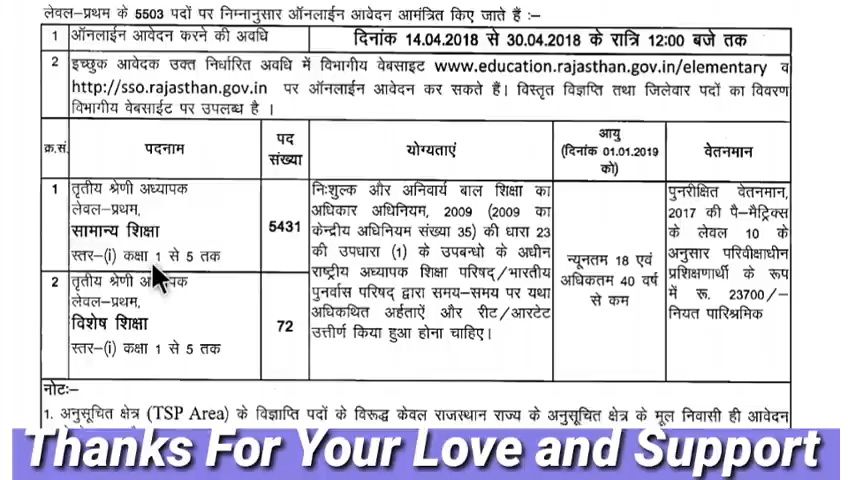 लेवल–प्रथम के 5503 पदों पर निम्नानुसार ऑनलाईन आवेदन आमंत्रित किए जाते हैं :–
1 ऑनलाईन आवेदन करने की अवधि दिनांक 14.04.2018 से 30.04.2018 के रात्रि 12:00 बजे तक
2 इच्छुक आवेदक उक्त निर्धारित अवधि में विभागीय वेबसाइट www.education.rajasthan.gov.in/elementary व
http://sso.rajasthan.gov.in पर ऑनलाईन आवेदन कर सकते हैं। विस्तृत विज्ञप्ति तथा जिलेवार पदों का विवरण
विभागीय वेबसाईट पर उपलब्ध है ।
क्र.सं.
पदनाम
पद
संख्या
योग्यताएं
आयु
(दिनांक 01.01.2019
को)
वेतनमान
1
तृतीय श्रेणी अध्यापक
लेवल–प्रथम,
सामान्य शिक्षा
स्तर–(i) कक्षा 1 से 5 तक
5431
2
तृतीय श्रेणी
लेवल–प्रथम,
विशेष शिक्षा
स्तर–(i) कक्षा 1 से 5 तक
72
निःशुल्क और अनिवार्य बाल शिक्षा का
अधिकार अधिनियम, 2009 (2009 का
केन्द्रीय अधिनियम संख्या 35) की धारा 23
की उपधारा (1) के उपबन्धो के अधीन
राष्ट्रीय अध्यापक शिक्षा परिषद्/भारतीय
पुनर्वास परिषद् द्वारा समय–समय पर यथा
अधिकथित अर्हताएें और रीट/आरटेट
उत्तीर्ण किया हुआ होना चाहिए।
न्यूनतम 18 एवं
अधिकतम 40 वर्ष
से कम
पुनरीक्षित वेतनमान,
2017 की पै–मैट्रिक्स
के लेवल 10 के
अनुसार परिवीक्षाधीन
प्रशिक्षणार्थी के रूप
में रू. 23700/–
नियत पारिश्रमिक
नोटः–
1. अनुसूचित क्षेत्र (TSP Area) के विज्ञाप्ति पदों के विरूद्ध केवल राजस्थान राज्य के अनुसूचित क्षेत्र के मूल निवासी ही आवेदन
Thanks For Your Love and Support